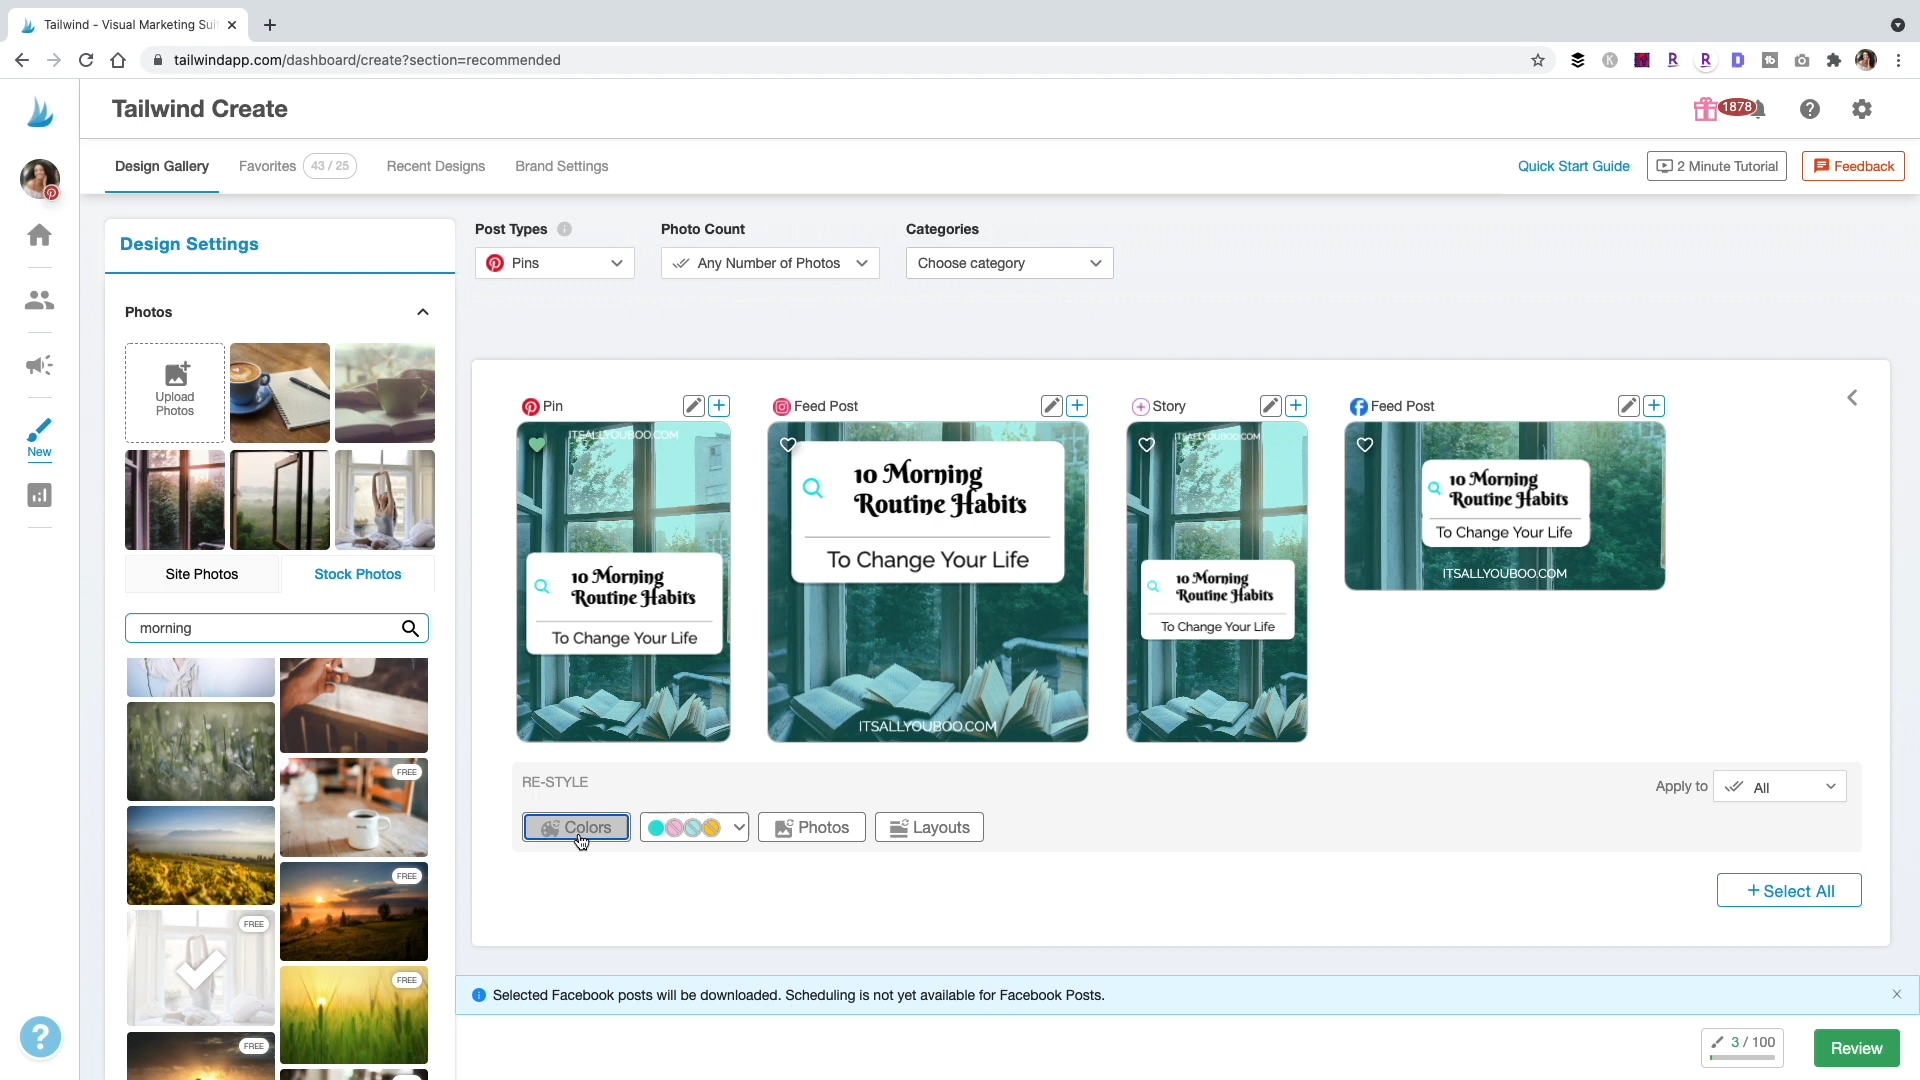 Tailwind - Visual Marketing Sui
tailwindapp.com/dashboard/create?section=recommended
Tailwind Create
1878
Design Gallery
Favorites 43 / 25
Recent Designs
Brand Settings
Quick Start Guide
2 Minute Tutorial
Feedback
New
Design Settings
Photos
Upload
Photos
Site Photos
Stock Photos
morning
FREE
FREE
FREE
FREE
FREE
Post Types
Pins
Photo Count
Any Number of Photos
Categories
Choose category
Pin
ITSALLYOUBOO.COM
10 Morning
Routine Habits
To Change Your Life
Feed Post
10 Morning
Routine Habits
To Change Your Life
ITSALLYOUBOO.COM
Story
ITSALLYOUBOO.COM
10 Morning
Routine Habits
To Change Your Life
Feed Post
10 Morning
Routine Habits
To Change Your Life
ITSALLYOUBOO.COM
RE-STYLE
Apply to
All
Colors
Photos
Layouts
+ Select All
Selected Facebook posts will be downloaded. Scheduling is not yet available for Facebook Posts.
3 / 100
Review